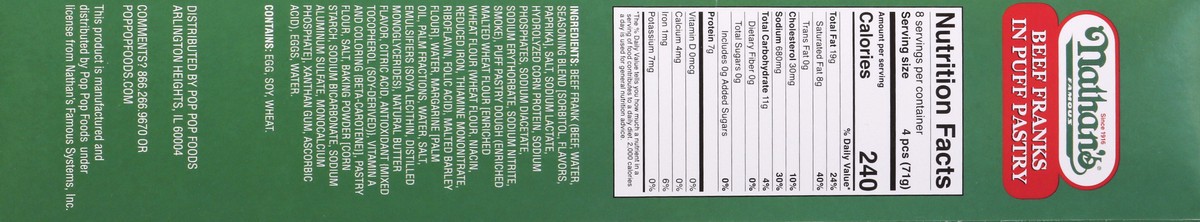 Since 1916
Nathan's
FAMOUS
BEEF FRANKS
IN PUFF PASTRY
Nutrition Facts
8 servings per container
Serving size 4 pcs (71g)
Amount per serving
Calories 240
% Daily Value*
Total Fat 19g 24%
Saturated Fat 8g 40%
Trans Fat 0g
Cholesterol 30mg 10%
Sodium 680mg 30%
Total Carbohydrate 11g 4%
Dietary Fiber 0g 0%
Total Sugars 0g
Includes 0g Added Sugars 0%
Protein 7g
Vitamin D 0mcg 0%
Calcium 4mg 0%
Iron 1mg 6%
Potassium 7mg 0%
*The % Daily Value tells you how much a nutrient in a
serving of food contributes to a daily diet. 2,000 calories
a day is used for general nutrition advice.
INGREDIENTS: BEEF FRANK (BEEF, WATER,
SEASONING BLEND [SORBITOL, FLAVORS,
PAPRIKA], SALT, SODIUM LACTATE,
HYDROLYZED CORN PROTEIN, SODIUM
PHOSPHATES, SODIUM DIACETATE,
SODIUM ERYTHORBATE, SODIUM NITRITE,
SMOKE), PUFF PASTRY DOUGH (ENRICHED
MALTED WHEAT FLOUR [ENRICHED
WHEAT FLOUR (WHEAT FLOUR, NIACIN,
REDUCED IRON, THIAMINE MONONITRATE,
RIBOFLAVIN, FOLIC ACID), MALTED BARLEY
FLOUR], WATER, MARGARINE [PALM
OIL, PALM FRACTIONS, WATER, SALT,
EMULSIFIERS (SOYA LECITHIN, DISTILLED
MONOGLYCERIDES), NATURAL BUTTER
FLAVOR, CITRIC ACID, ANTIOXIDANT (MIXED
TOCOPHEROL (SOY-DERIVED), VITAMIN A
AND COLORING (BETA-CAROTENE)], PASTRY
FLOUR, SALT, BAKING POWDER [CORN
STARCH, SODIUM BICARBONATE, SODIUM
ALUMINUM SULFATE, MONOCALCIUM
PHOSPHATE], XANTHAN GUM, ASCORBIC
ACID), EGGS, WATER.
CONTAINS: EGG, SOY, WHEAT.
DISTRIBUTED BY POP POP FOODS
ARLINGTON HEIGHTS, IL 60004
COMMENTS? 866.266.9570 OR
POPPOPFOODS.COM
This product is manufactured and
distributed by Pop Pop Foods under
license from Nathan's Famous Systems, Inc.